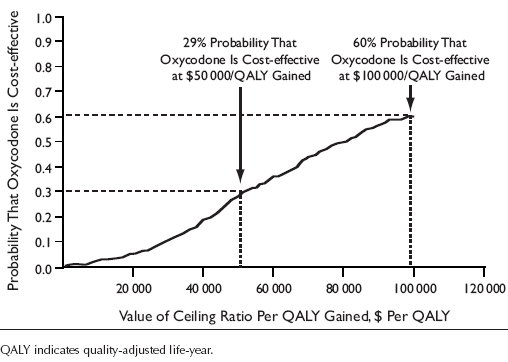 1.0
0.9
0.8
0.7
0.6
0.5
0.4
0.3
0.2
0.1
0.0
Probability That Oxycodone Is Cost-effective
29% Probability That
Oxycodone Is Cost-effective
at $50 000/QALY Gained
60% Probability That
Oxycodone Is Cost-effective
at $100 000/QALY Gained
20 000 40 000 60 000 80 000 100 000 120 000
Value of Ceiling Ratio Per QALY Gained, $ Per QALY
QALY indicates quality-adjusted life-year.